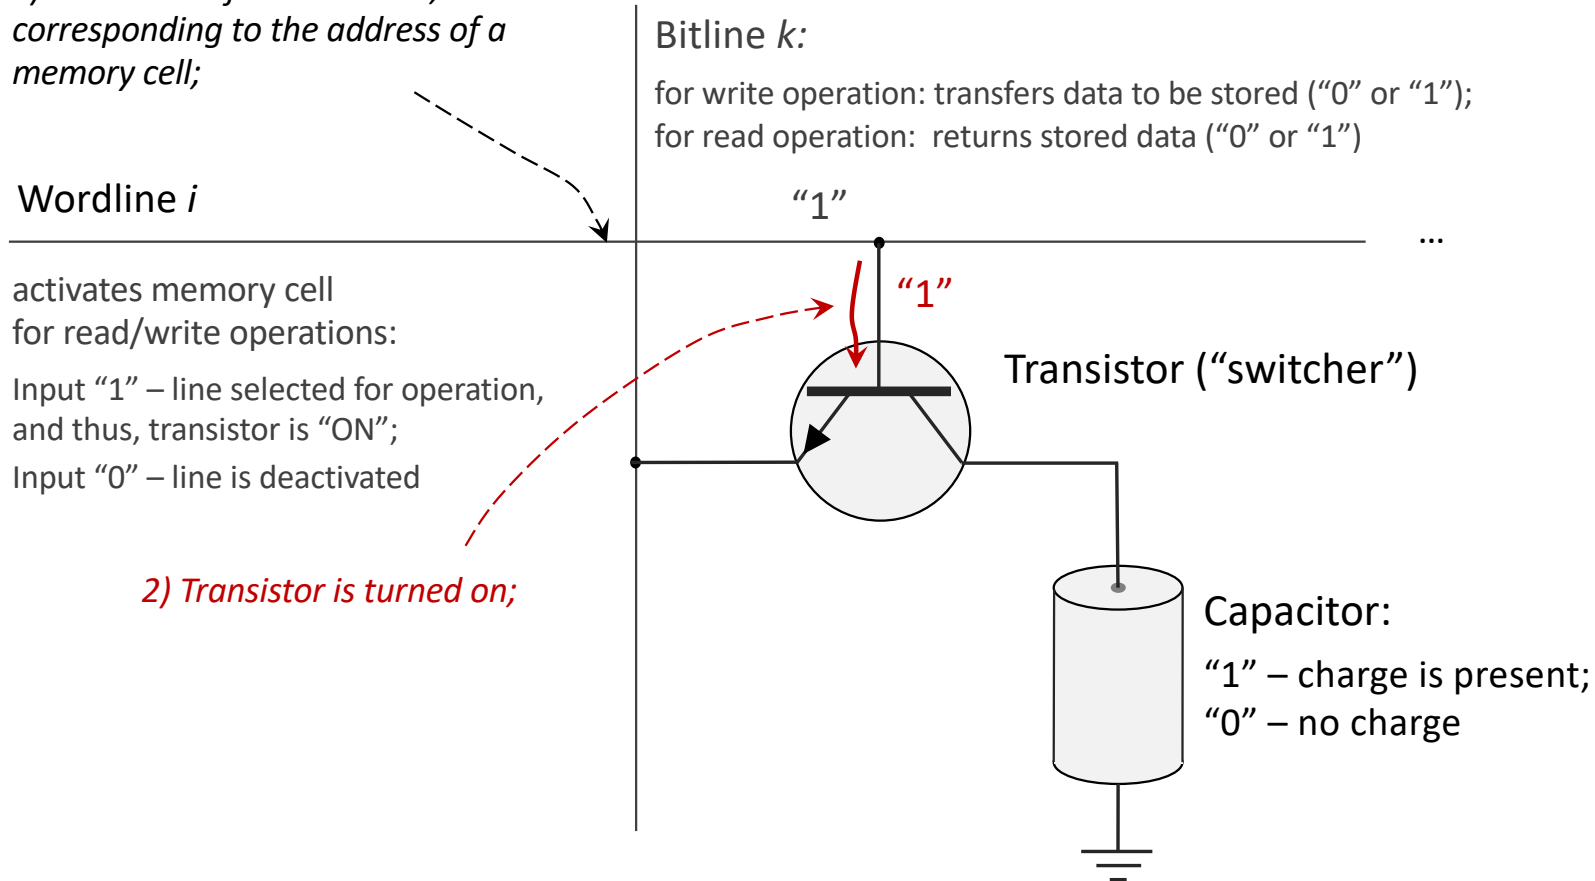 corresponding to the address of a
memory cell;
Bitline k:
for write operation: transfers data to be stored (“0” or “1”);
for read operation: returns stored data (“0” or “1”)
Wordline i
“1”
...
activates memory cell
for read/write operations:
“1”
Transistor (“switcher”)
Input “1” – line selected for operation,
and thus, transistor is “ON”;
Input “0” – line is deactivated
2) Transistor is turned on;
Capacitor:
“1” – charge is present;
“0” – no charge